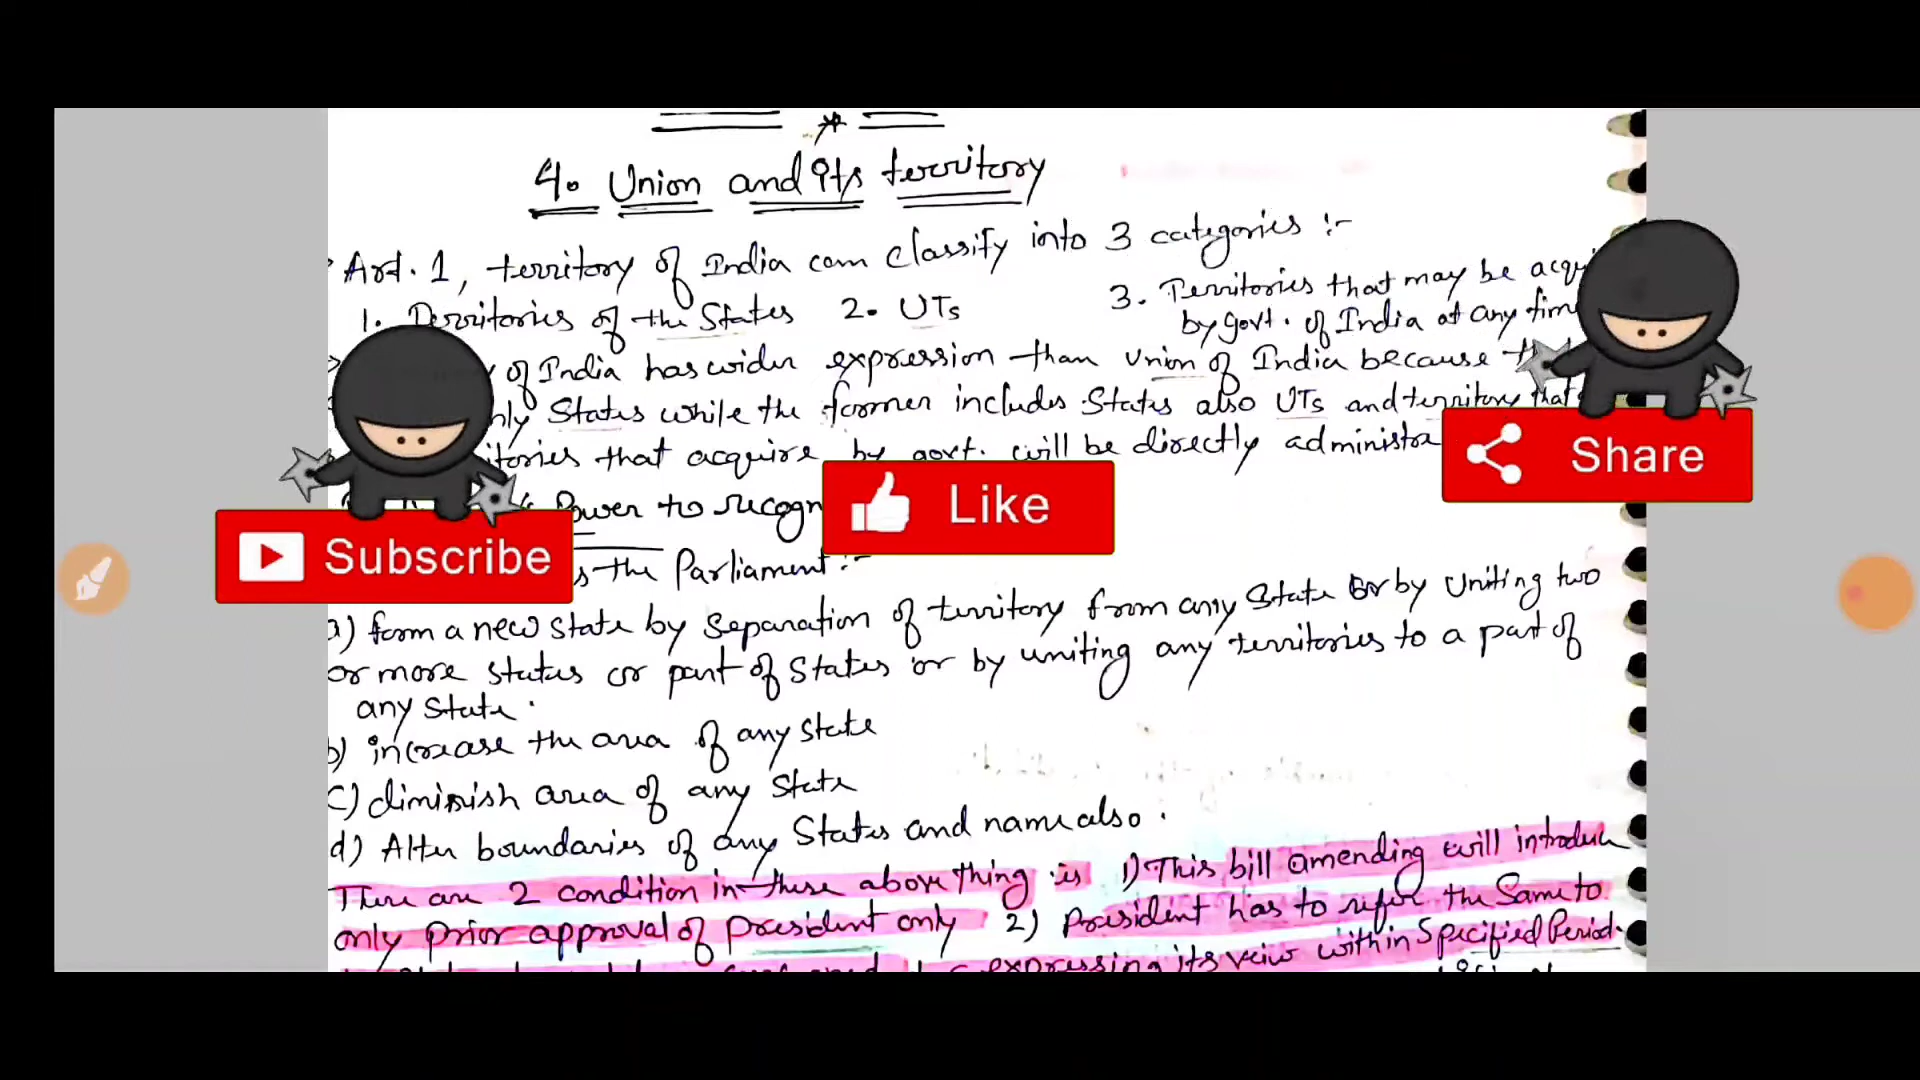 4. Union and its territory
Art. 1, territory of India can classify into 3 categories :-
1. Territories of the States 2. UTs 3. Territories that may be acqui
by govt. of India at any tim
of India has wider expression than Union of India because
nly States while the former includes States also UTs and territory that
itories that acquire by govt. will be directly administra
Power to recogn
s the Parliament :-
a) form a new state by separation of territory from any State or by Uniting two
or more states or part of States or by uniting any territories to a part of
any State.
b) increase the area of any state
c) diminish area of any State
d) Alter boundaries of any States and name also.
There are 2 condition in these above thing is 1) This bill amending will introduce
only prior approval of President only 2) President has to refer the Same to
expressing its veiw within Specified Period.
Subscribe
Like
Share